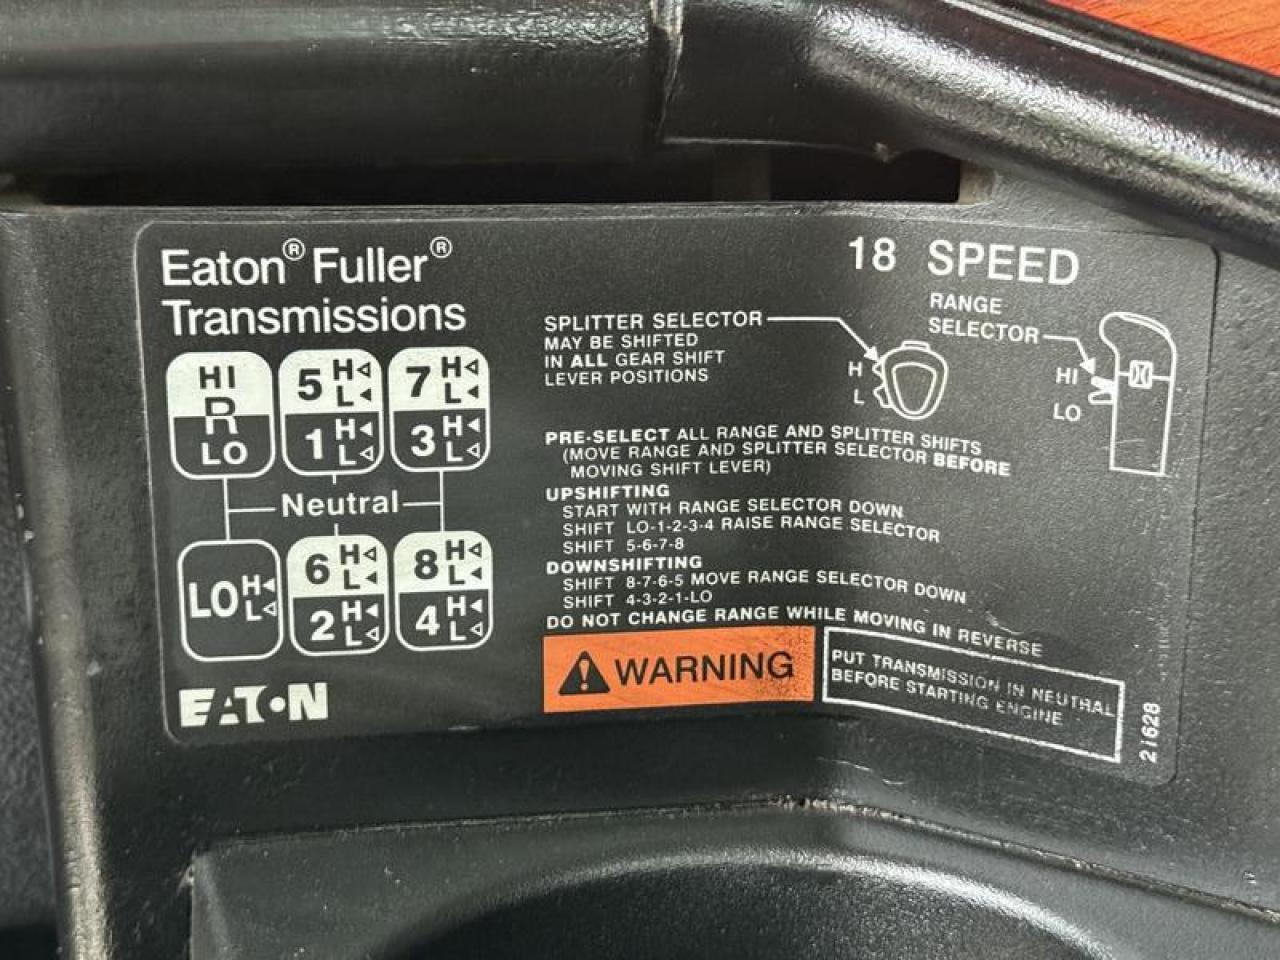 Eaton® Fuller®
Transmissions
18 SPEED
HI
R
LO
5 H L
1 H L
7 H L
3 H L
Neutral
LO H L
6 H L
2 H L
8 H L
4 H L
EATON
SPLITTER SELECTOR
MAY BE SHIFTED
IN ALL GEAR SHIFT
LEVER POSITIONS
H
L
RANGE
SELECTOR
HI
LO
PRE-SELECT ALL RANGE AND SPLITTER SHIFTS
(MOVE RANGE AND SPLITTER SELECTOR BEFORE
MOVING SHIFT LEVER)
UPSHIFTING
START WITH RANGE SELECTOR DOWN
SHIFT LO-1-2-3-4 RAISE RANGE SELECTOR
SHIFT 5-6-7-8
DOWNSHIFTING
SHIFT 8-7-6-5 MOVE RANGE SELECTOR DOWN
SHIFT 4-3-2-1-LO
DO NOT CHANGE RANGE WHILE MOVING IN REVERSE
WARNING
PUT TRANSMISSION IN NEUTRAL
BEFORE STARTING ENGINE
21628